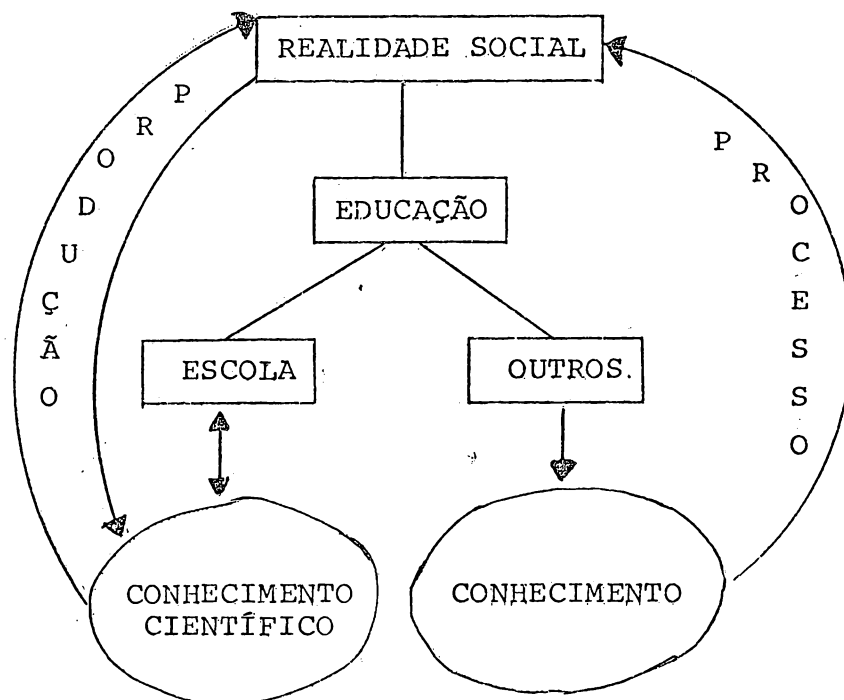 REALIDADE SOCIAL
PRODUÇÃO
PROCESSO
EDUCAÇÃO
ESCOLA
OUTROS.
CONHECIMENTO
CIENTÍFICO
CONHECIMENTO